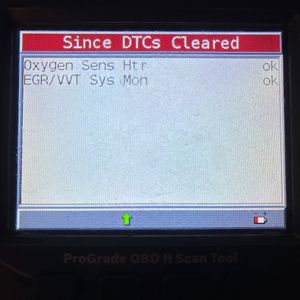 Since DTCs Cleared
Oxygen Sens Htr ok
EGR/VVT Sys Mon ok
ProGrade OBD II Scan Tool